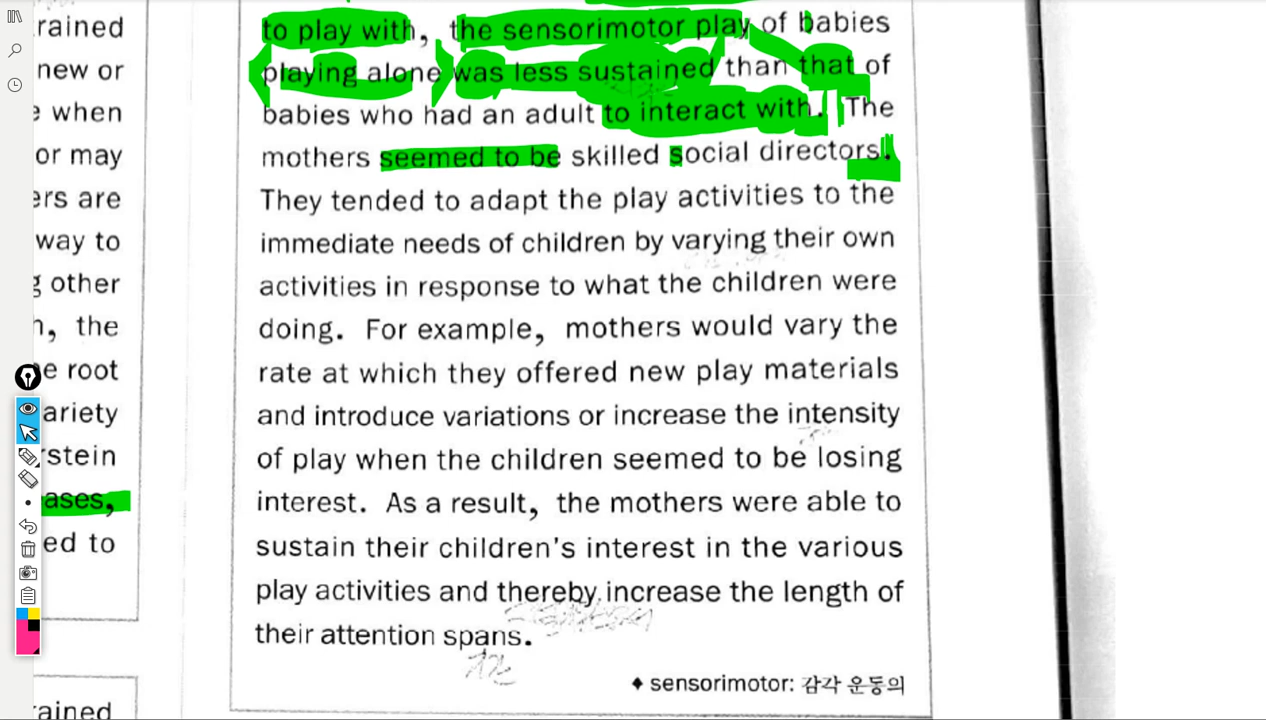 rained
new or
when
or may
ers are
way to
other
the
e root
ariety
rstein
ases,
ed to
rained
to play with, the sensorimotor play of babies
playing alone was less sustained than that of
babies who had an adult to interact with. The
mothers seemed to be skilled social directors.
They tended to adapt the play activities to the
immediate needs of children by varying their own
activities in response to what the children were
doing. For example, mothers would vary the
rate at which they offered new play materials
and introduce variations or increase the intensity
of play when the children seemed to be losing
interest. As a result, the mothers were able to
sustain their children's interest in the various
play activities and thereby increase the length of
their attention spans.
♦ sensorimotor: 감각 운동의